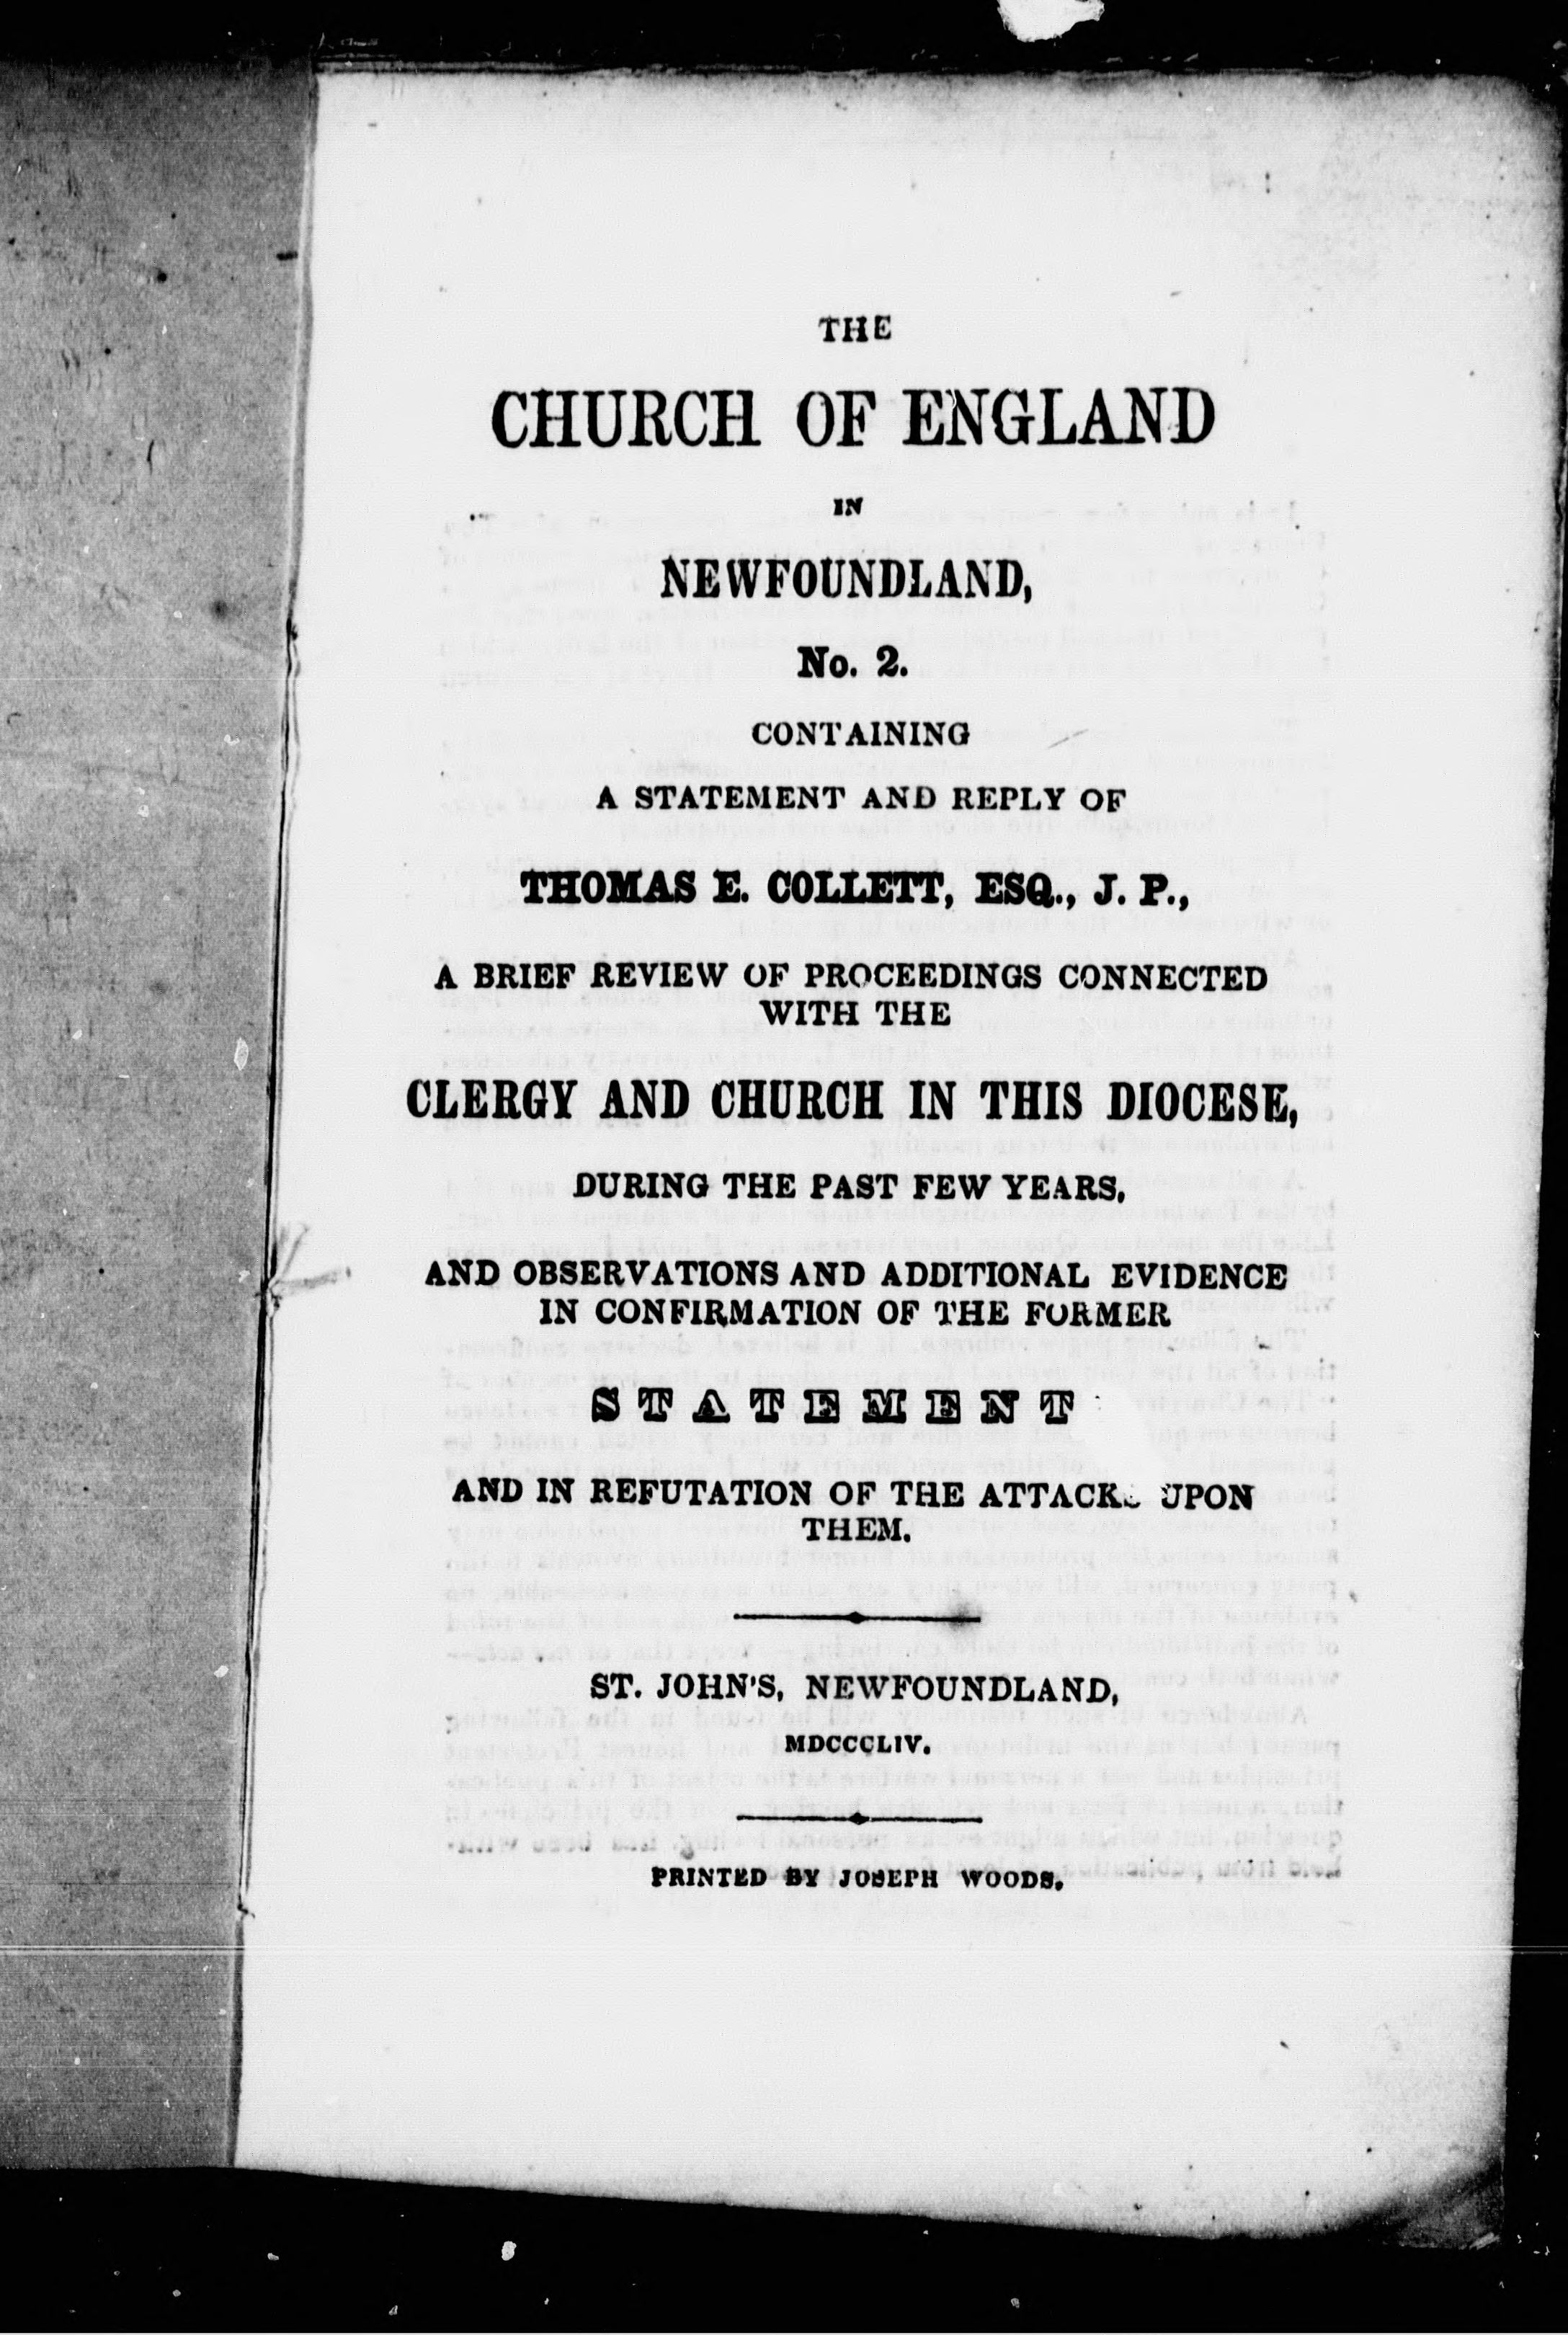 THE
CHURCH OF ENGLAND
IN
NEWFOUNDLAND,
No. 2.
CONTAINING
A STATEMENT AND REPLY OF
THOMAS E. COLLETT, ESQ., J. P.,
A BRIEF REVIEW OF PROCEEDINGS CONNECTED
WITH THE
CLERGY AND CHURCH IN THIS DIOCESE,
DURING THE PAST FEW YEARS,
AND OBSERVATIONS AND ADDITIONAL EVIDENCE
IN CONFIRMATION OF THE FORMER
STATEMENT
AND IN REFUTATION OF THE ATTACKS UPON
THEM.
ST. JOHN'S, NEWFOUNDLAND,
MDCCCLIV.
PRINTED BY JOSEPH WOODS.